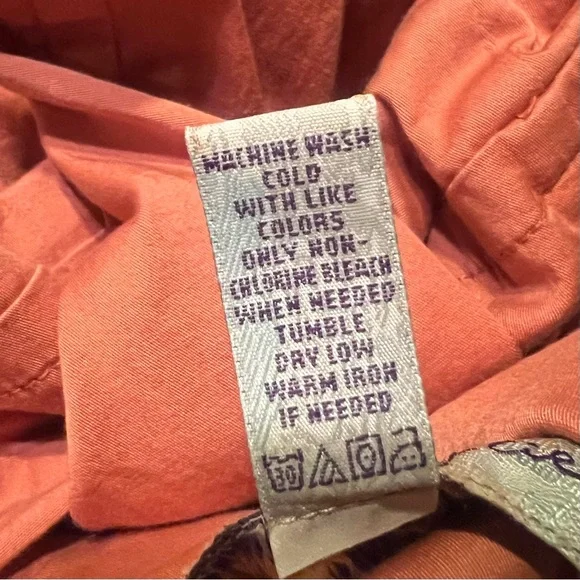 MACHINE WASH
COLD
WITH LIKE
COLORS
ONLY NON-
CHLORINE BLEACH
WHEN NEEDED
TUMBLE
DRY LOW
WARM IRON
IF NEEDED
30